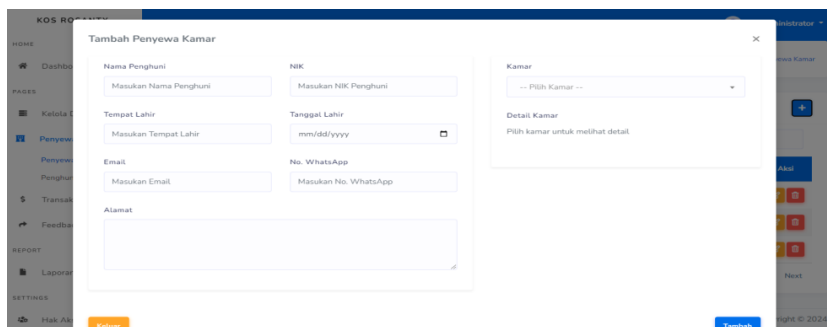 KOS ROSANTY
ministrator
Tambah Penyewa Kamar
×
HOME
Dashbo
ewa Kamar
Nama Penghuni
NIK
Kamar
Masukan Nama Penghuni
Masukan NIK Penghuni
-- Pilih Kamar --
PAGES
Kelola D
Tempat Lahir
Tanggal Lahir
Detail Kamar
+
Masukan Tempat Lahir
mm/dd/yyyy
Pilih kamar untuk melihat detail
Penyew
Penyew
Email
No. WhatsApp
Aksi
Penghun
Masukan Email
Masukan No. WhatsApp
Transak
Alamat
Feedba
REPORT
Laporan
Next
SETTINGS
Hak Ak
Keluar
Tambah
right © 2024